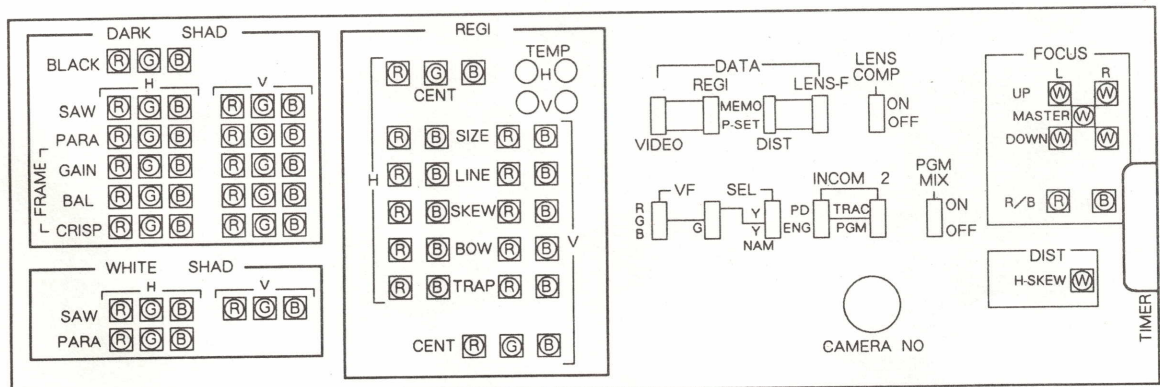 DARK SHAD
BLACK R G B
H V
SAW R G B R G B
PARA R G B R G B
FRAME
GAIN R G B R G B
BAL R G B R G B
CRISP R G B R G B
WHITE SHAD
H V
SAW R G B R G B
PARA R G B
REGI
TEMP
H
V
R G B
CENT
H
R B SIZE R B
R B LINE R B
R B SKEW R B
R B BOW R B
R B TRAP R B
V
CENT R G B
DATA
REGI LENS-F
MEMO
P-SET
VIDEO DIST
LENS
COMP
ON
OFF
VF SEL
R
G
B
G
Y
Y
NAM
INCOM 2
PD TRAC
ENG PGM
PGM
MIX
ON
OFF
CAMERA NO
FOCUS
L R
UP W W
MASTER W
DOWN W W
R/B R B
DIST
H-SKEW W
TIMER